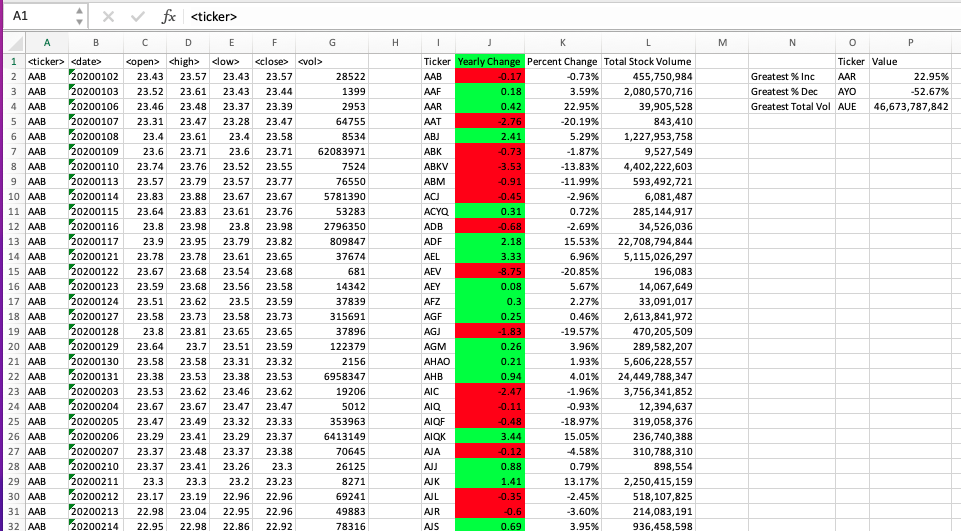 A1 fx <ticker>
A B C D E F G H I J K L M N O P
1 <ticker> <date> <open> <high> <low> <close> <vol> Ticker Yearly Change Percent Change Total Stock Volume Ticker Value
2 AAB 20200102 23.43 23.57 23.43 23.57 28522 AAB -0.17 -0.73% 455,750,984 Greatest % Inc AAR 22.95%
3 AAB 20200103 23.52 23.61 23.43 23.44 1399 AAF 0.18 3.59% 2,080,570,716 Greatest % Dec AYO -52.67%
4 AAB 20200106 23.46 23.48 23.37 23.39 2953 AAR 0.42 22.95% 39,905,528 Greatest Total Vol AUE 46,673,787,842
5 AAB 20200107 23.31 23.47 23.28 23.47 64755 AAT -2.76 -20.19% 843,410
6 AAB 20200108 23.4 23.61 23.4 23.58 8534 ABJ 2.41 5.29% 1,227,953,758
7 AAB 20200109 23.6 23.71 23.6 23.71 62083971 ABK -0.73 -1.87% 9,527,549
8 AAB 20200110 23.74 23.76 23.52 23.55 7524 ABKV -3.53 -13.83% 4,402,222,603
9 AAB 20200113 23.57 23.79 23.57 23.77 76550 ABM -0.91 -11.99% 593,492,721
10 AAB 20200114 23.83 23.88 23.67 23.67 5781390 ACJ -0.45 -2.96% 6,081,487
11 AAB 20200115 23.64 23.83 23.61 23.76 53283 ACYQ 0.31 0.72% 285,144,917
12 AAB 20200116 23.8 23.98 23.8 23.98 2796350 ADB -0.68 -2.69% 34,526,036
13 AAB 20200117 23.9 23.95 23.79 23.82 809847 ADF 2.18 15.53% 22,708,794,844
14 AAB 20200121 23.78 23.78 23.61 23.65 37674 AEL 3.33 6.96% 5,115,026,297
15 AAB 20200122 23.67 23.68 23.54 23.68 681 AEV -8.75 -20.85% 196,083
16 AAB 20200123 23.59 23.68 23.56 23.58 14342 AEY 0.08 5.67% 14,067,649
17 AAB 20200124 23.51 23.62 23.5 23.59 37839 AFZ 0.3 2.27% 33,091,017
18 AAB 20200127 23.58 23.73 23.58 23.73 315691 AGF 0.25 0.46% 2,613,841,972
19 AAB 20200128 23.8 23.81 23.65 23.65 37896 AGJ -1.83 -19.57% 470,205,509
20 AAB 20200129 23.64 23.7 23.51 23.59 122379 AGM 0.26 3.96% 289,582,207
21 AAB 20200130 23.58 23.58 23.31 23.32 2156 AHAO 0.21 1.93% 5,606,228,557
22 AAB 20200131 23.38 23.53 23.38 23.53 6958347 AHB 0.94 4.01% 24,449,788,347
23 AAB 20200203 23.53 23.62 23.46 23.62 19206 AIC -2.47 -1.96% 3,756,341,852
24 AAB 20200204 23.67 23.67 23.47 23.47 5012 AIQ -0.11 -0.93% 12,394,637
25 AAB 20200205 23.47 23.49 23.32 23.33 353963 AIQF -0.48 -18.97% 319,058,376
26 AAB 20200206 23.29 23.41 23.29 23.37 6413149 AIQK 3.44 15.05% 236,740,388
27 AAB 20200207 23.37 23.48 23.37 23.38 70645 AJA -0.12 -4.58% 310,788,310
28 AAB 20200210 23.37 23.41 23.26 23.3 26125 AJJ 0.88 0.79% 898,554
29 AAB 20200211 23.3 23.3 23.2 23.23 8271 AJK 1.41 13.17% 2,250,415,159
30 AAB 20200212 23.17 23.19 22.96 22.96 69241 AJL -0.35 -2.45% 518,107,825
31 AAB 20200213 22.98 23.04 22.95 22.96 49883 AJR -0.6 -3.60% 214,083,191
32 AAB 20200214 22.95 22.98 22.86 22.92 78316 AJS 0.69 3.95% 936,458,598